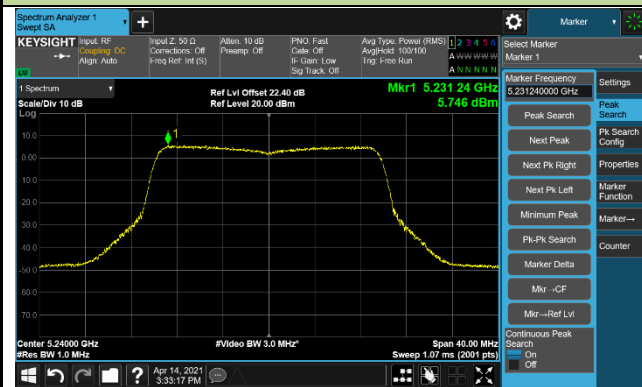 Spectrum Analyzer 1
Swept SA
+
Marker
KEYSIGHT
Input: RF
Coupling: DC
Align: Auto
Input Z: 50 Ω
Corrections: Off
Freq Ref: Int (S)
Atten: 10 dB
Preamp: Off
PNO: Fast
Gate: Off
IF Gain: Low
Sig Track: Off
Avg Type: Power (RMS)
Avg|Hold: 100/100
Trig: Free Run
1 2 3 4 5 6
A W W W W W
A N N N N N
Select Marker
Marker 1
LW
1 Spectrum
Scale/Div 10 dB
Log
Ref Lvl Offset 22.40 dB
Ref Level 20.00 dBm
Mkr1 5.231 24 GHz
5.746 dBm
1
10.0
0.00
-10.0
-20.0
-30.0
-40.0
-50.0
-60.0
-70.0
Center 5.24000 GHz
#Res BW 1.0 MHz
#Video BW 3.0 MHz*
Span 40.00 MHz
Sweep 1.07 ms (2001 pts)
Marker Frequency
5.231240000 GHz
Peak Search
Next Peak
Next Pk Right
Next Pk Left
Minimum Peak
Pk-Pk Search
Marker Delta
Mkr→CF
Mkr→Ref Lvl
Continuous Peak
Search
On
Off
Settings
Peak
Search
Pk Search
Config
Properties
Marker
Function
Marker→
Counter
?
Apr 14, 2021
3:33:17 PM